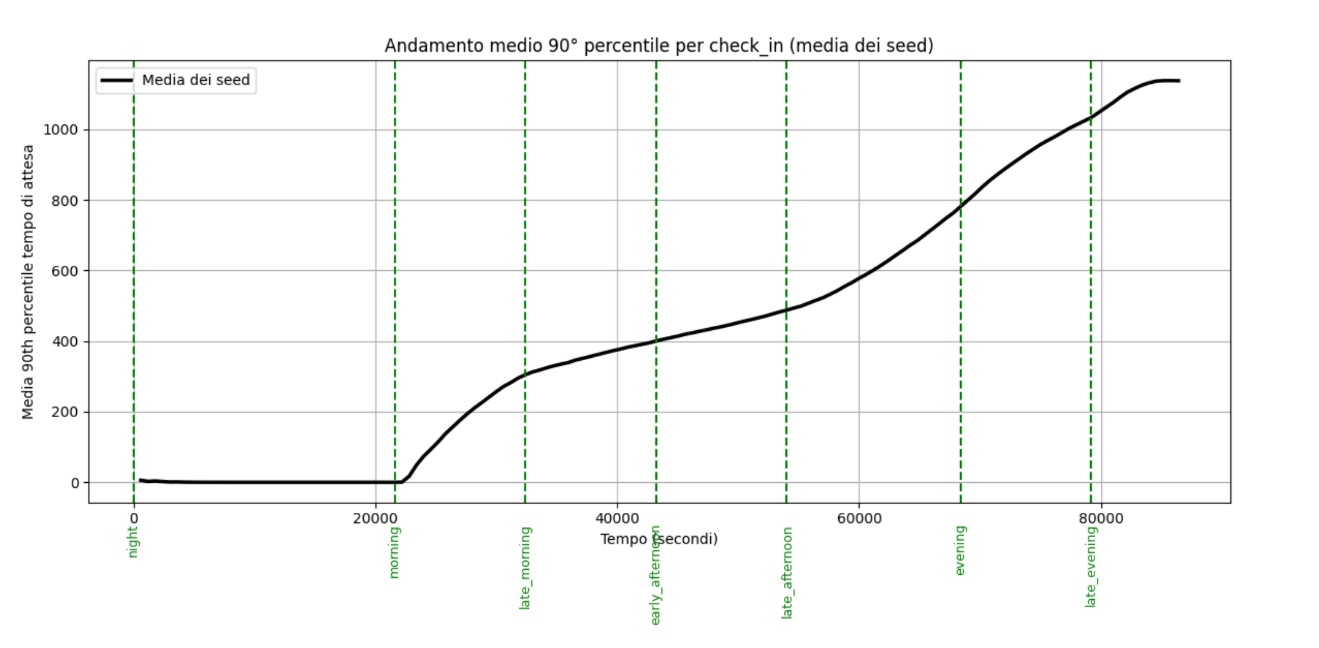 Andamento medio 90° percentile per check_in (media dei seed)
Media dei seed
Media 90th percentile tempo di attesa
1000
800
600
400
200
0
0
20000
40000
60000
80000
Tempo (secondi)
night
morning
late_morning
early_afternoon
late_afternoon
evening
late_evening